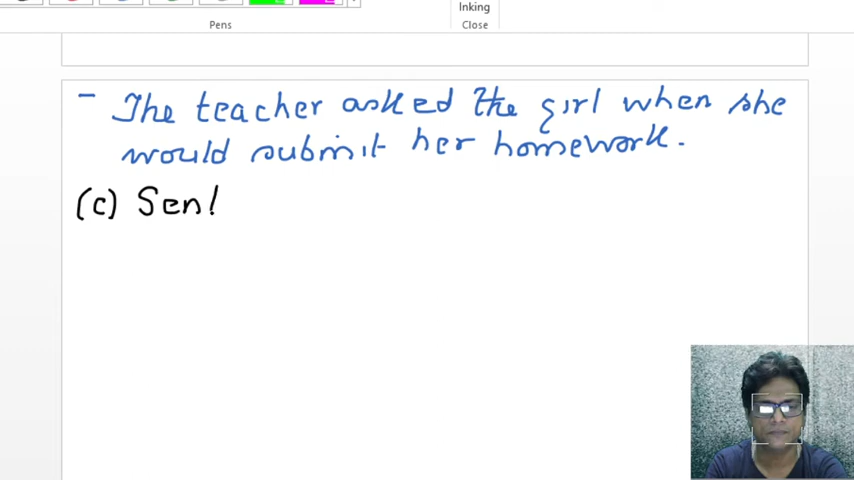 Pens
Inking
Close
- The teacher asked the girl when she
would submit her homework.
(c) Sen